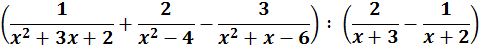 (1/(x²+3x+2) + 2/(x²−4) − 3/(x²+x−6)) : (2/(x+3) − 1/(x+2))